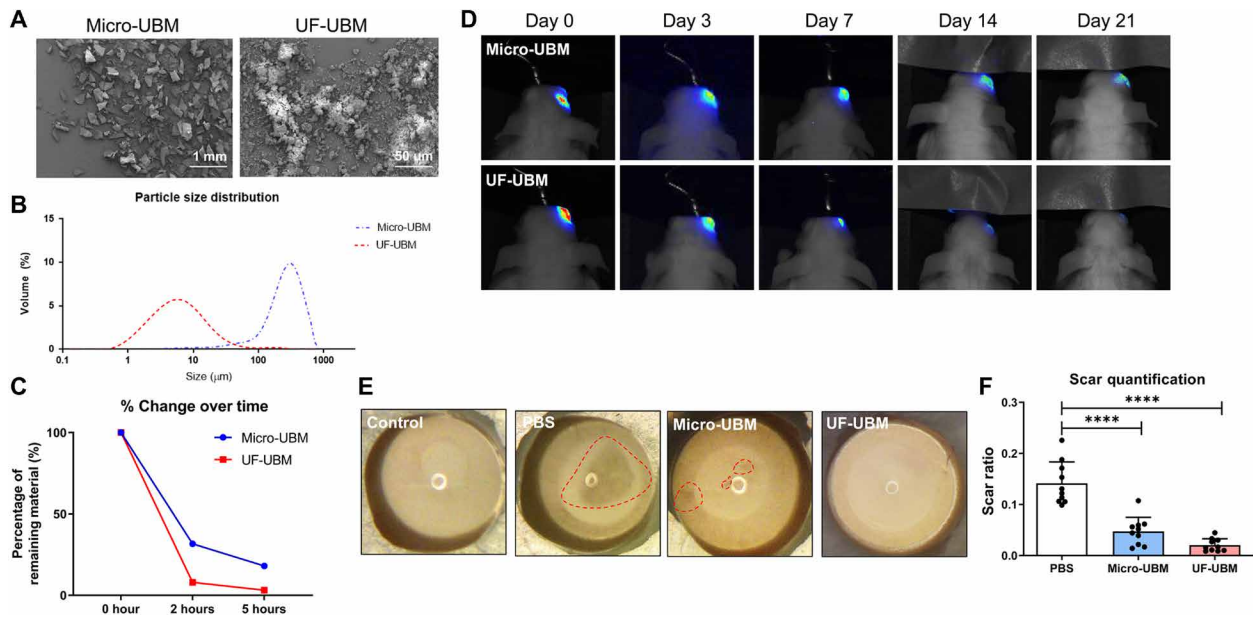 A
Micro-UBM
UF-UBM
1 mm
50 μm
B
Particle size distribution
Volume (%)
15
10
5
0
Micro-UBM
UF-UBM
0.1
1
10
100
1000
Size (μm)
C
% Change over time
Percentage of
remaining material (%)
100
50
0
Micro-UBM
UF-UBM
0 hour
2 hours
5 hours
D
Day 0
Day 3
Day 7
Day 14
Day 21
Micro-UBM
UF-UBM
E
Control
PBS
Micro-UBM
UF-UBM
F
Scar quantification
Scar ratio
0.3
0.2
0.1
0.0
****
****
PBS
Micro-UBM
UF-UBM